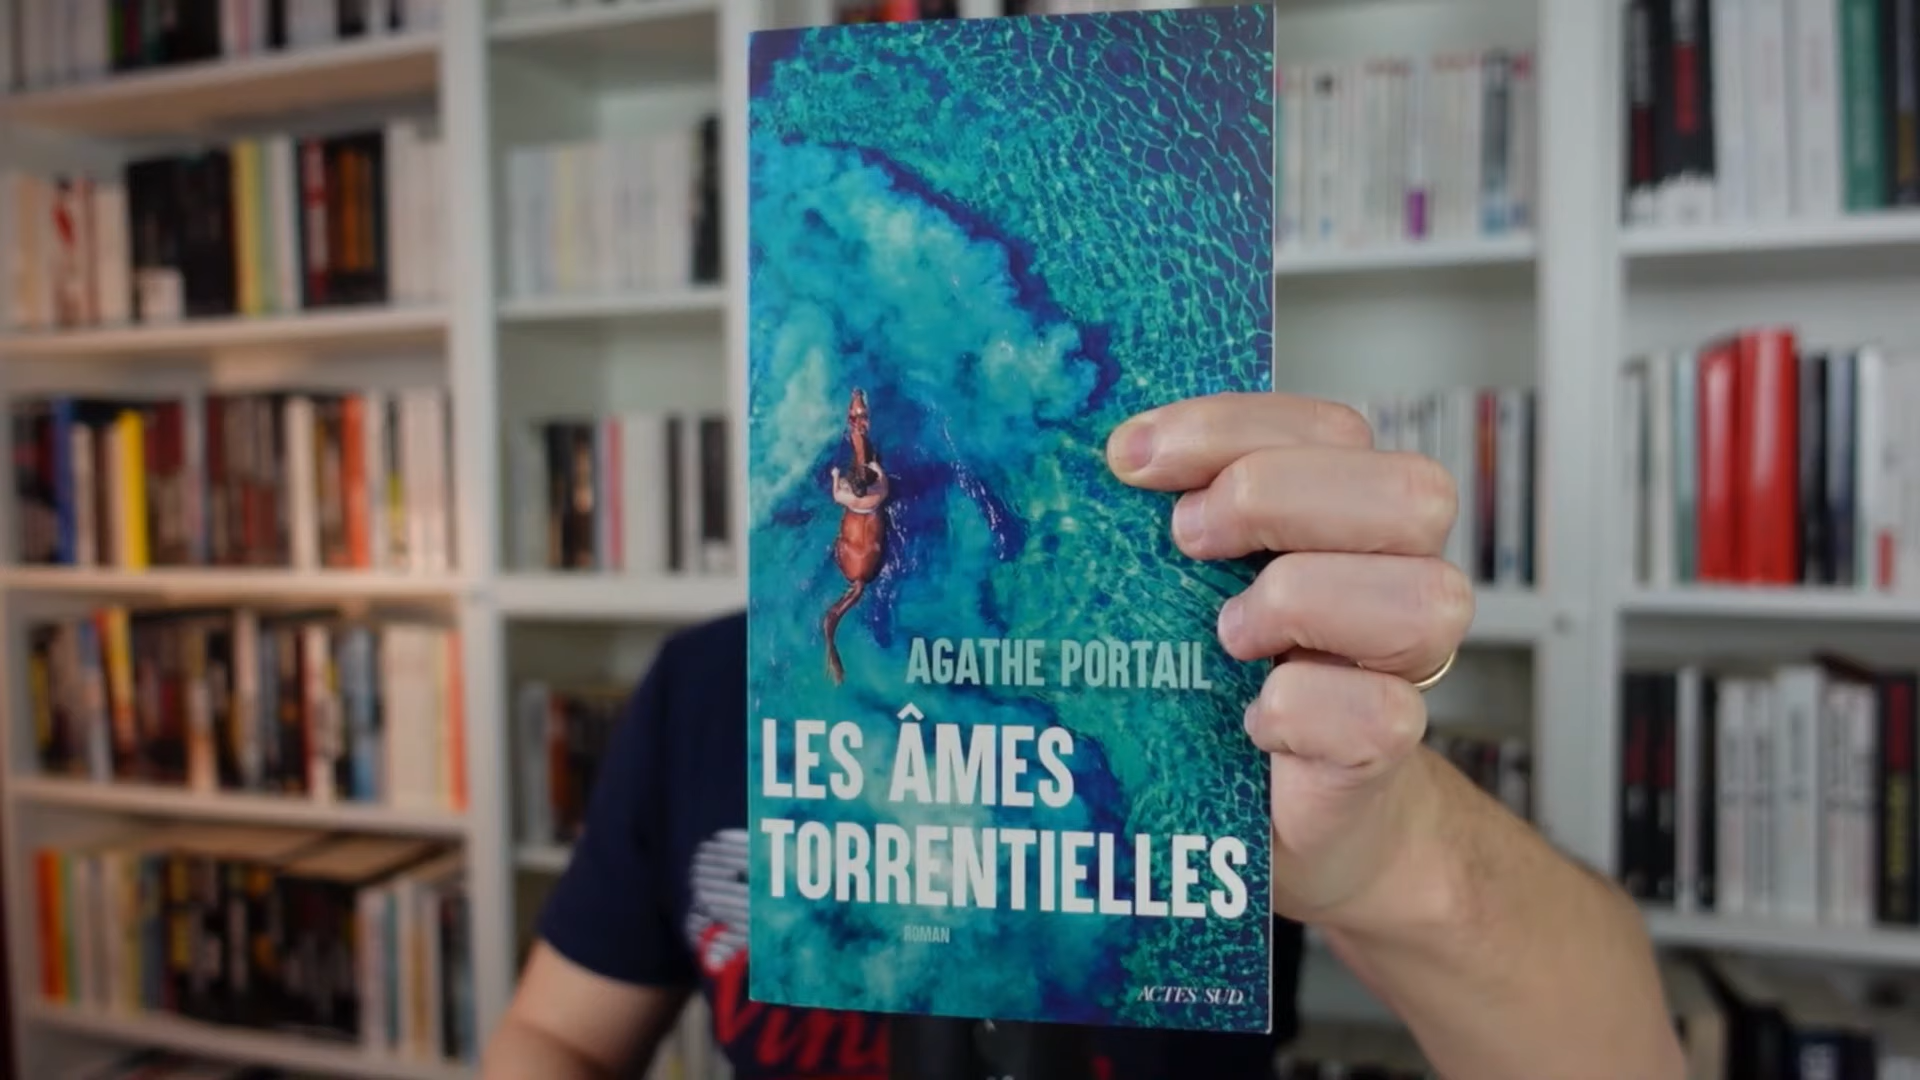 AGATHE PORTAIL
LES ÂMES
TORRENTIELLES
ROMAN
ACTES SUD